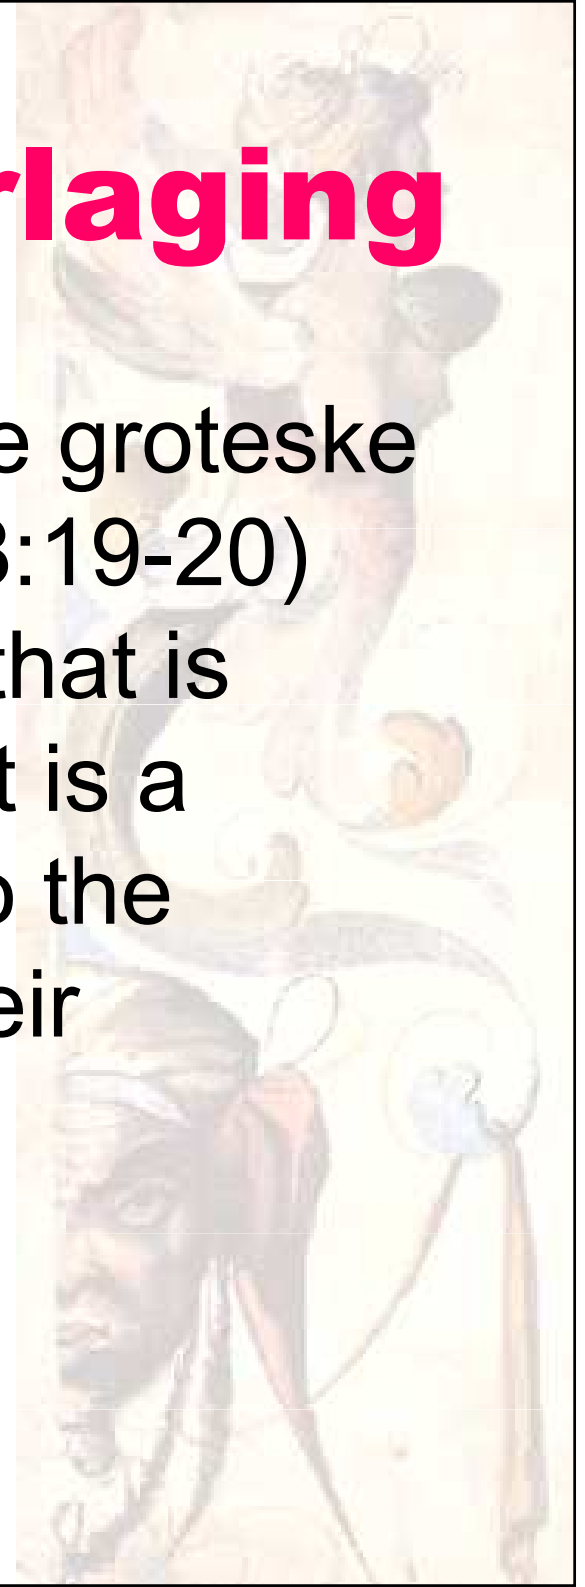 rlaging
e groteske
3:19-20)
that is
t is a
o the
eir